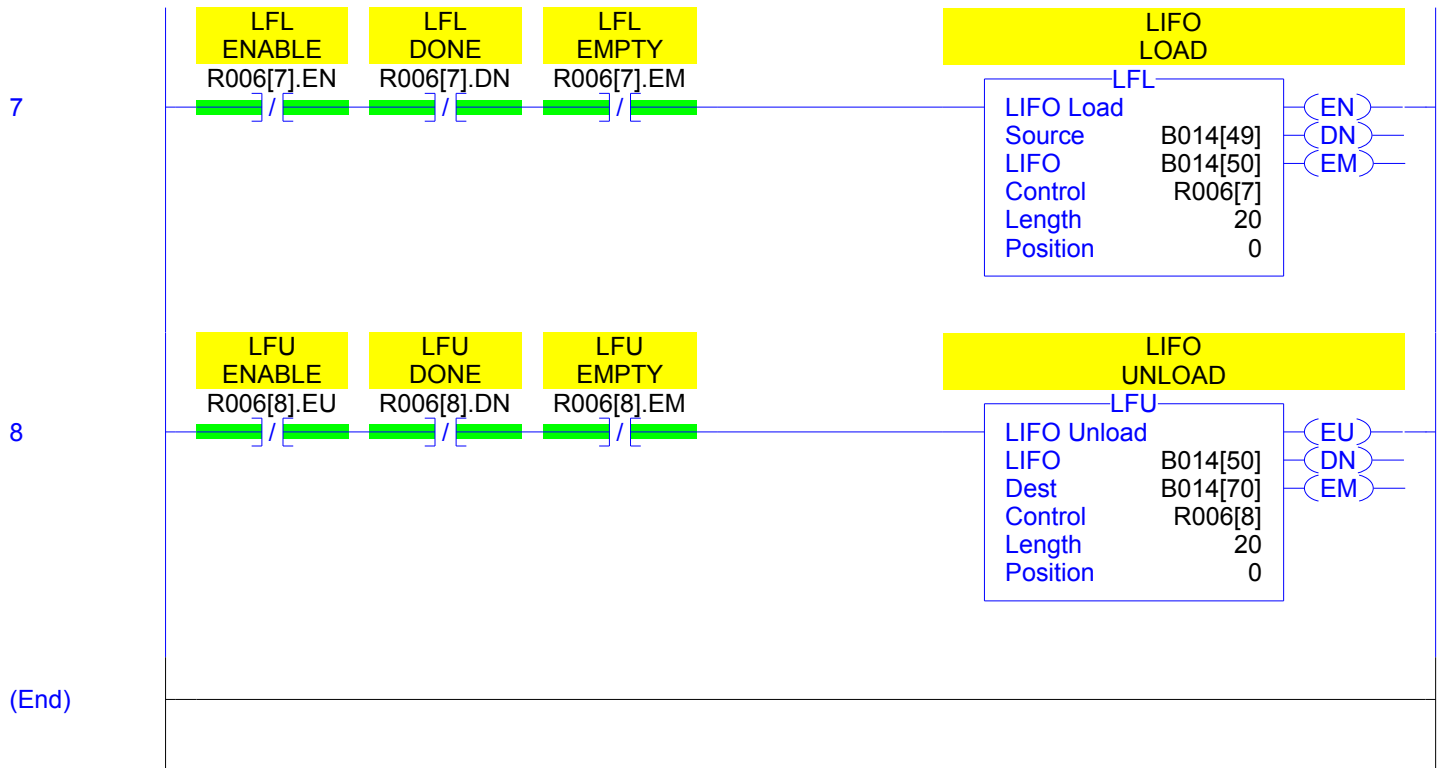 LFL LFL LFL LIFO
ENABLE DONE EMPTY LOAD
R006[7].EN R006[7].DN R006[7].EM LFL
7 / / / LIFO Load EN
Source B014[49] DN
LIFO B014[50] EM
Control R006[7]
Length 20
Position 0
LFU LFU LFU LIFO
ENABLE DONE EMPTY UNLOAD
R006[8].EU R006[8].DN R006[8].EM LFU
8 / / / LIFO Unload EU
LIFO B014[50] DN
Dest B014[70] EM
Control R006[8]
Length 20
Position 0
(End)